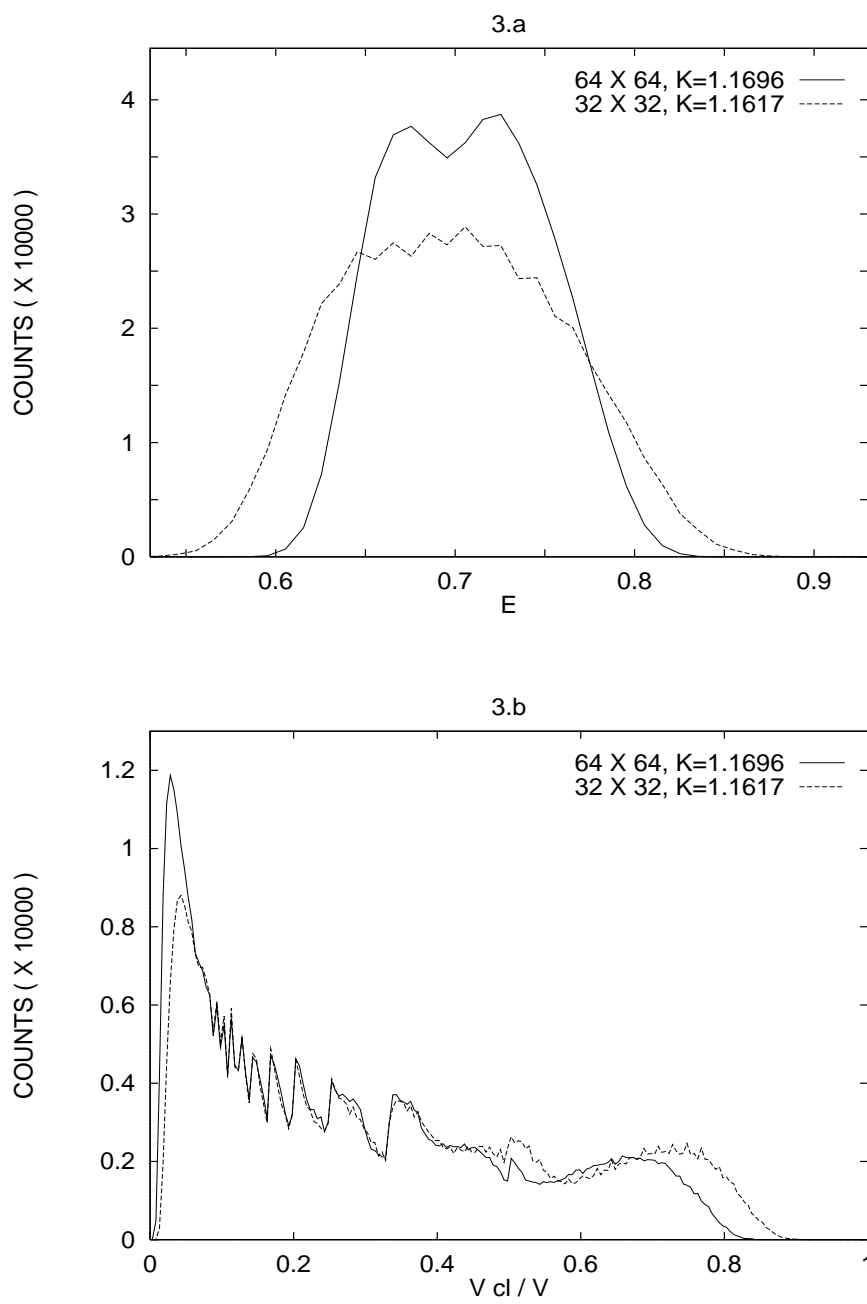 3.a
64 X 64, K=1.1696
32 X 32, K=1.1617
4
3
2
1
0
COUNTS ( X 10000 )
0.6 0.7 0.8 0.9
E
3.b
64 X 64, K=1.1696
32 X 32, K=1.1617
1.2
1
0.8
0.6
0.4
0.2
0
COUNTS ( X 10000 )
0 0.2 0.4 0.6 0.8 1
V cl / V